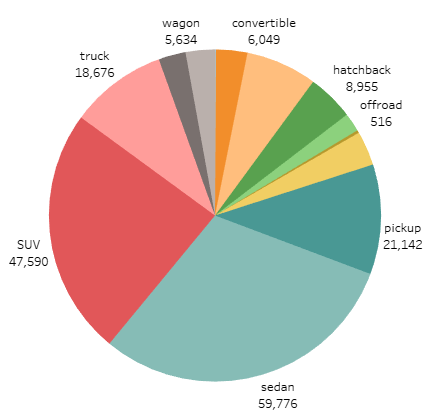 wagon
5,634
convertible
6,049
truck
18,676
hatchback
8,955
offroad
516
pickup
21,142
SUV
47,590
sedan
59,776